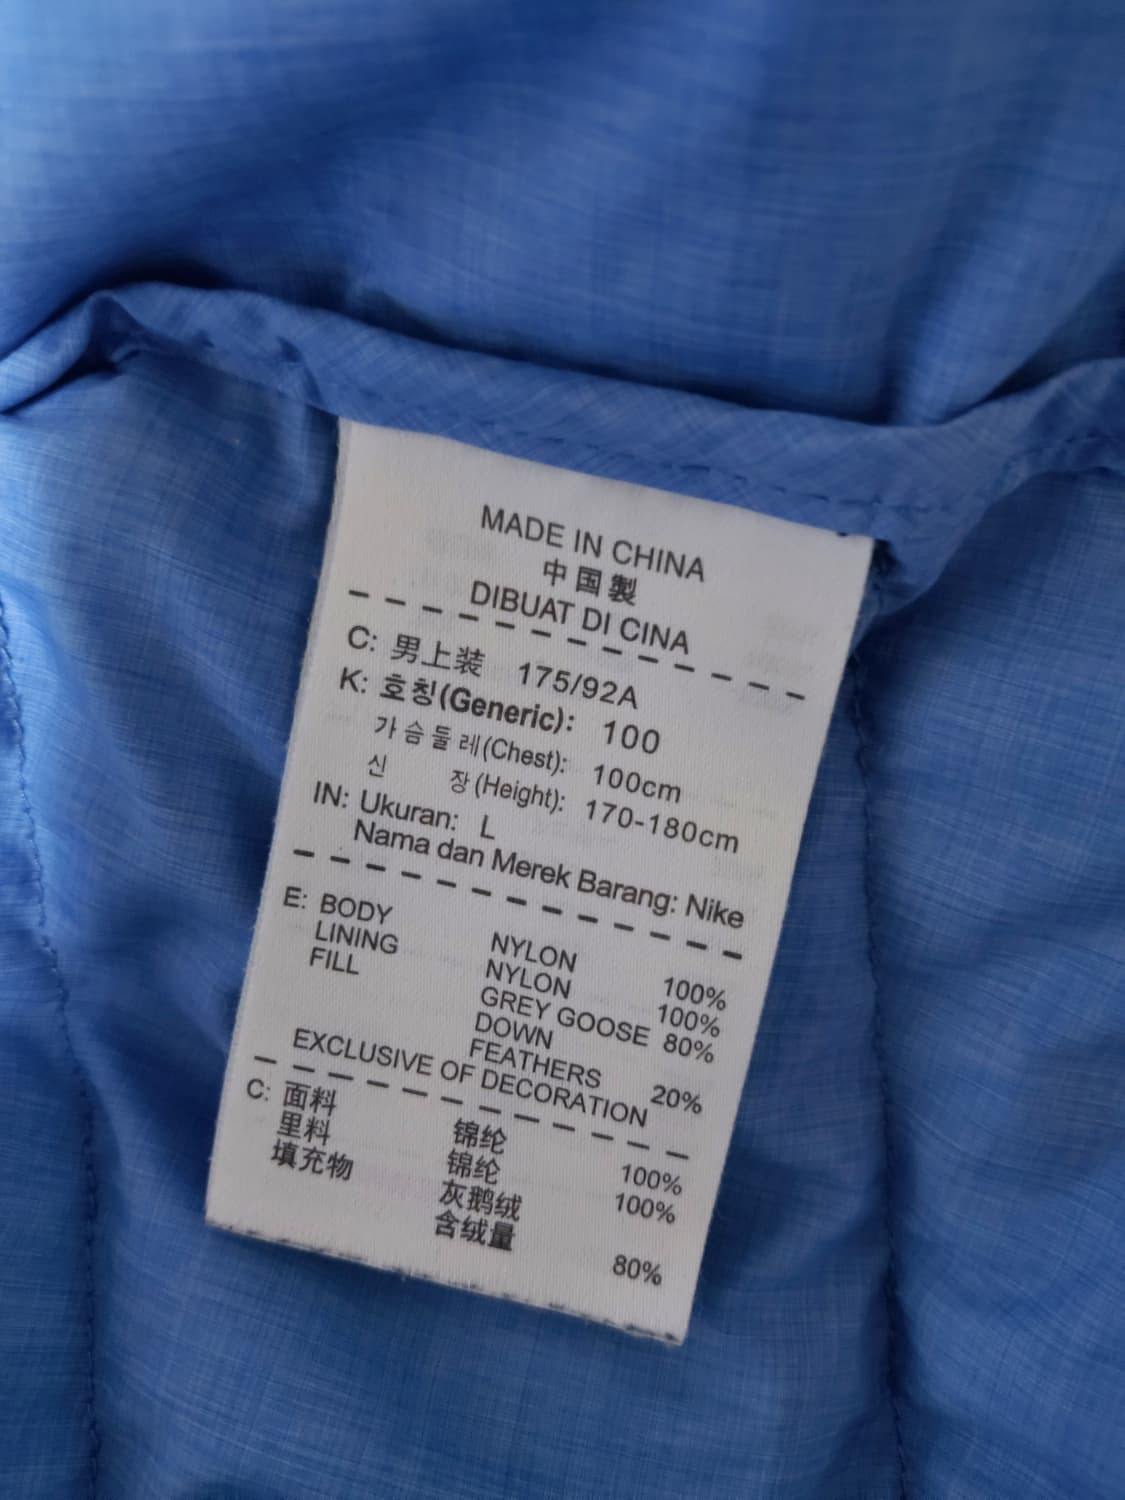 MADE IN CHINA
中国製
DIBUAT DI CINA
C: 男上装 175/92A
K: 호칭(Generic): 100
가슴둘레(Chest): 100cm
신 장(Height): 170-180cm
IN: Ukuran: L
Nama dan Merek Barang: Nike
E: BODY NYLON 100%
LINING NYLON 100%
FILL GREY GOOSE 80%
DOWN
FEATHERS 20%
EXCLUSIVE OF DECORATION
C: 面料 锦纶 100%
里料 锦纶 100%
填充物 灰鹅绒
含绒量 80%